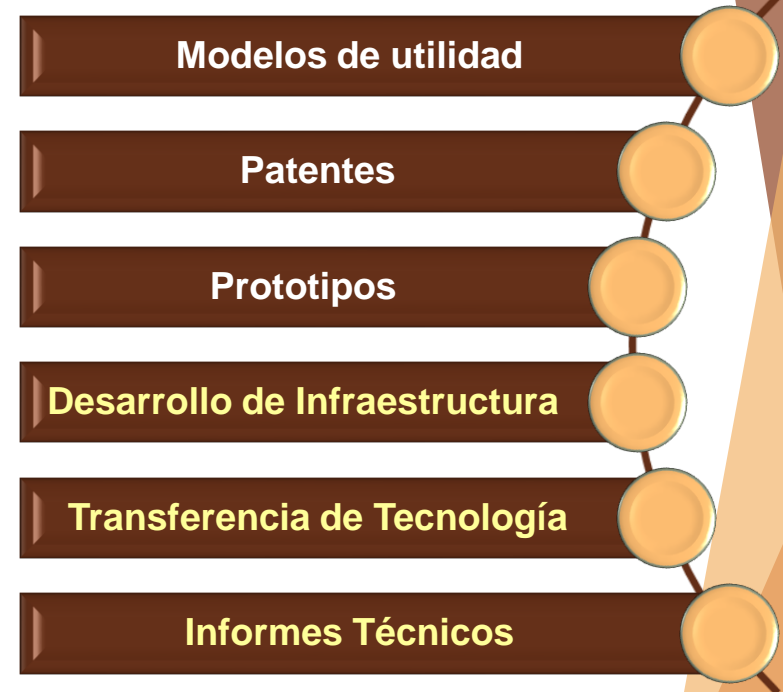 Modelos de utilidad
Patentes
Prototipos
Desarrollo de Infraestructura
Transferencia de Tecnología
Informes Técnicos